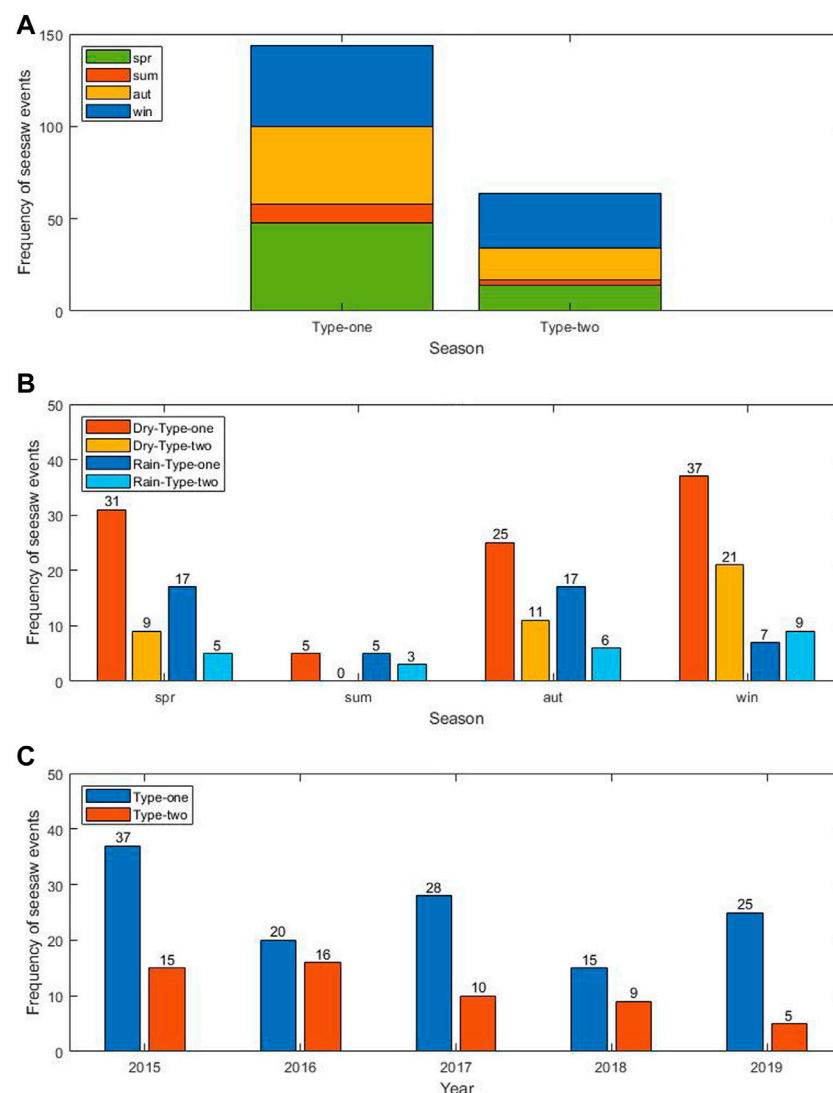 A
150
100
50
0
Frequency of seesaw events
spr
sum
aut
win
Type-one Type-two
Season
B
50
40
30
20
10
0
Frequency of seesaw events
Dry-Type-one
Dry-Type-two
Rain-Type-one
Rain-Type-two
31 9 17 5
5 0 5 3
25 11 17 6
37 21 7 9
spr sum aut win
Season
C
50
40
30
20
10
0
Frequency of seesaw events
Type-one
Type-two
37 15
20 16
28 10
15 9
25 5
2015 2016 2017 2018 2019
Year